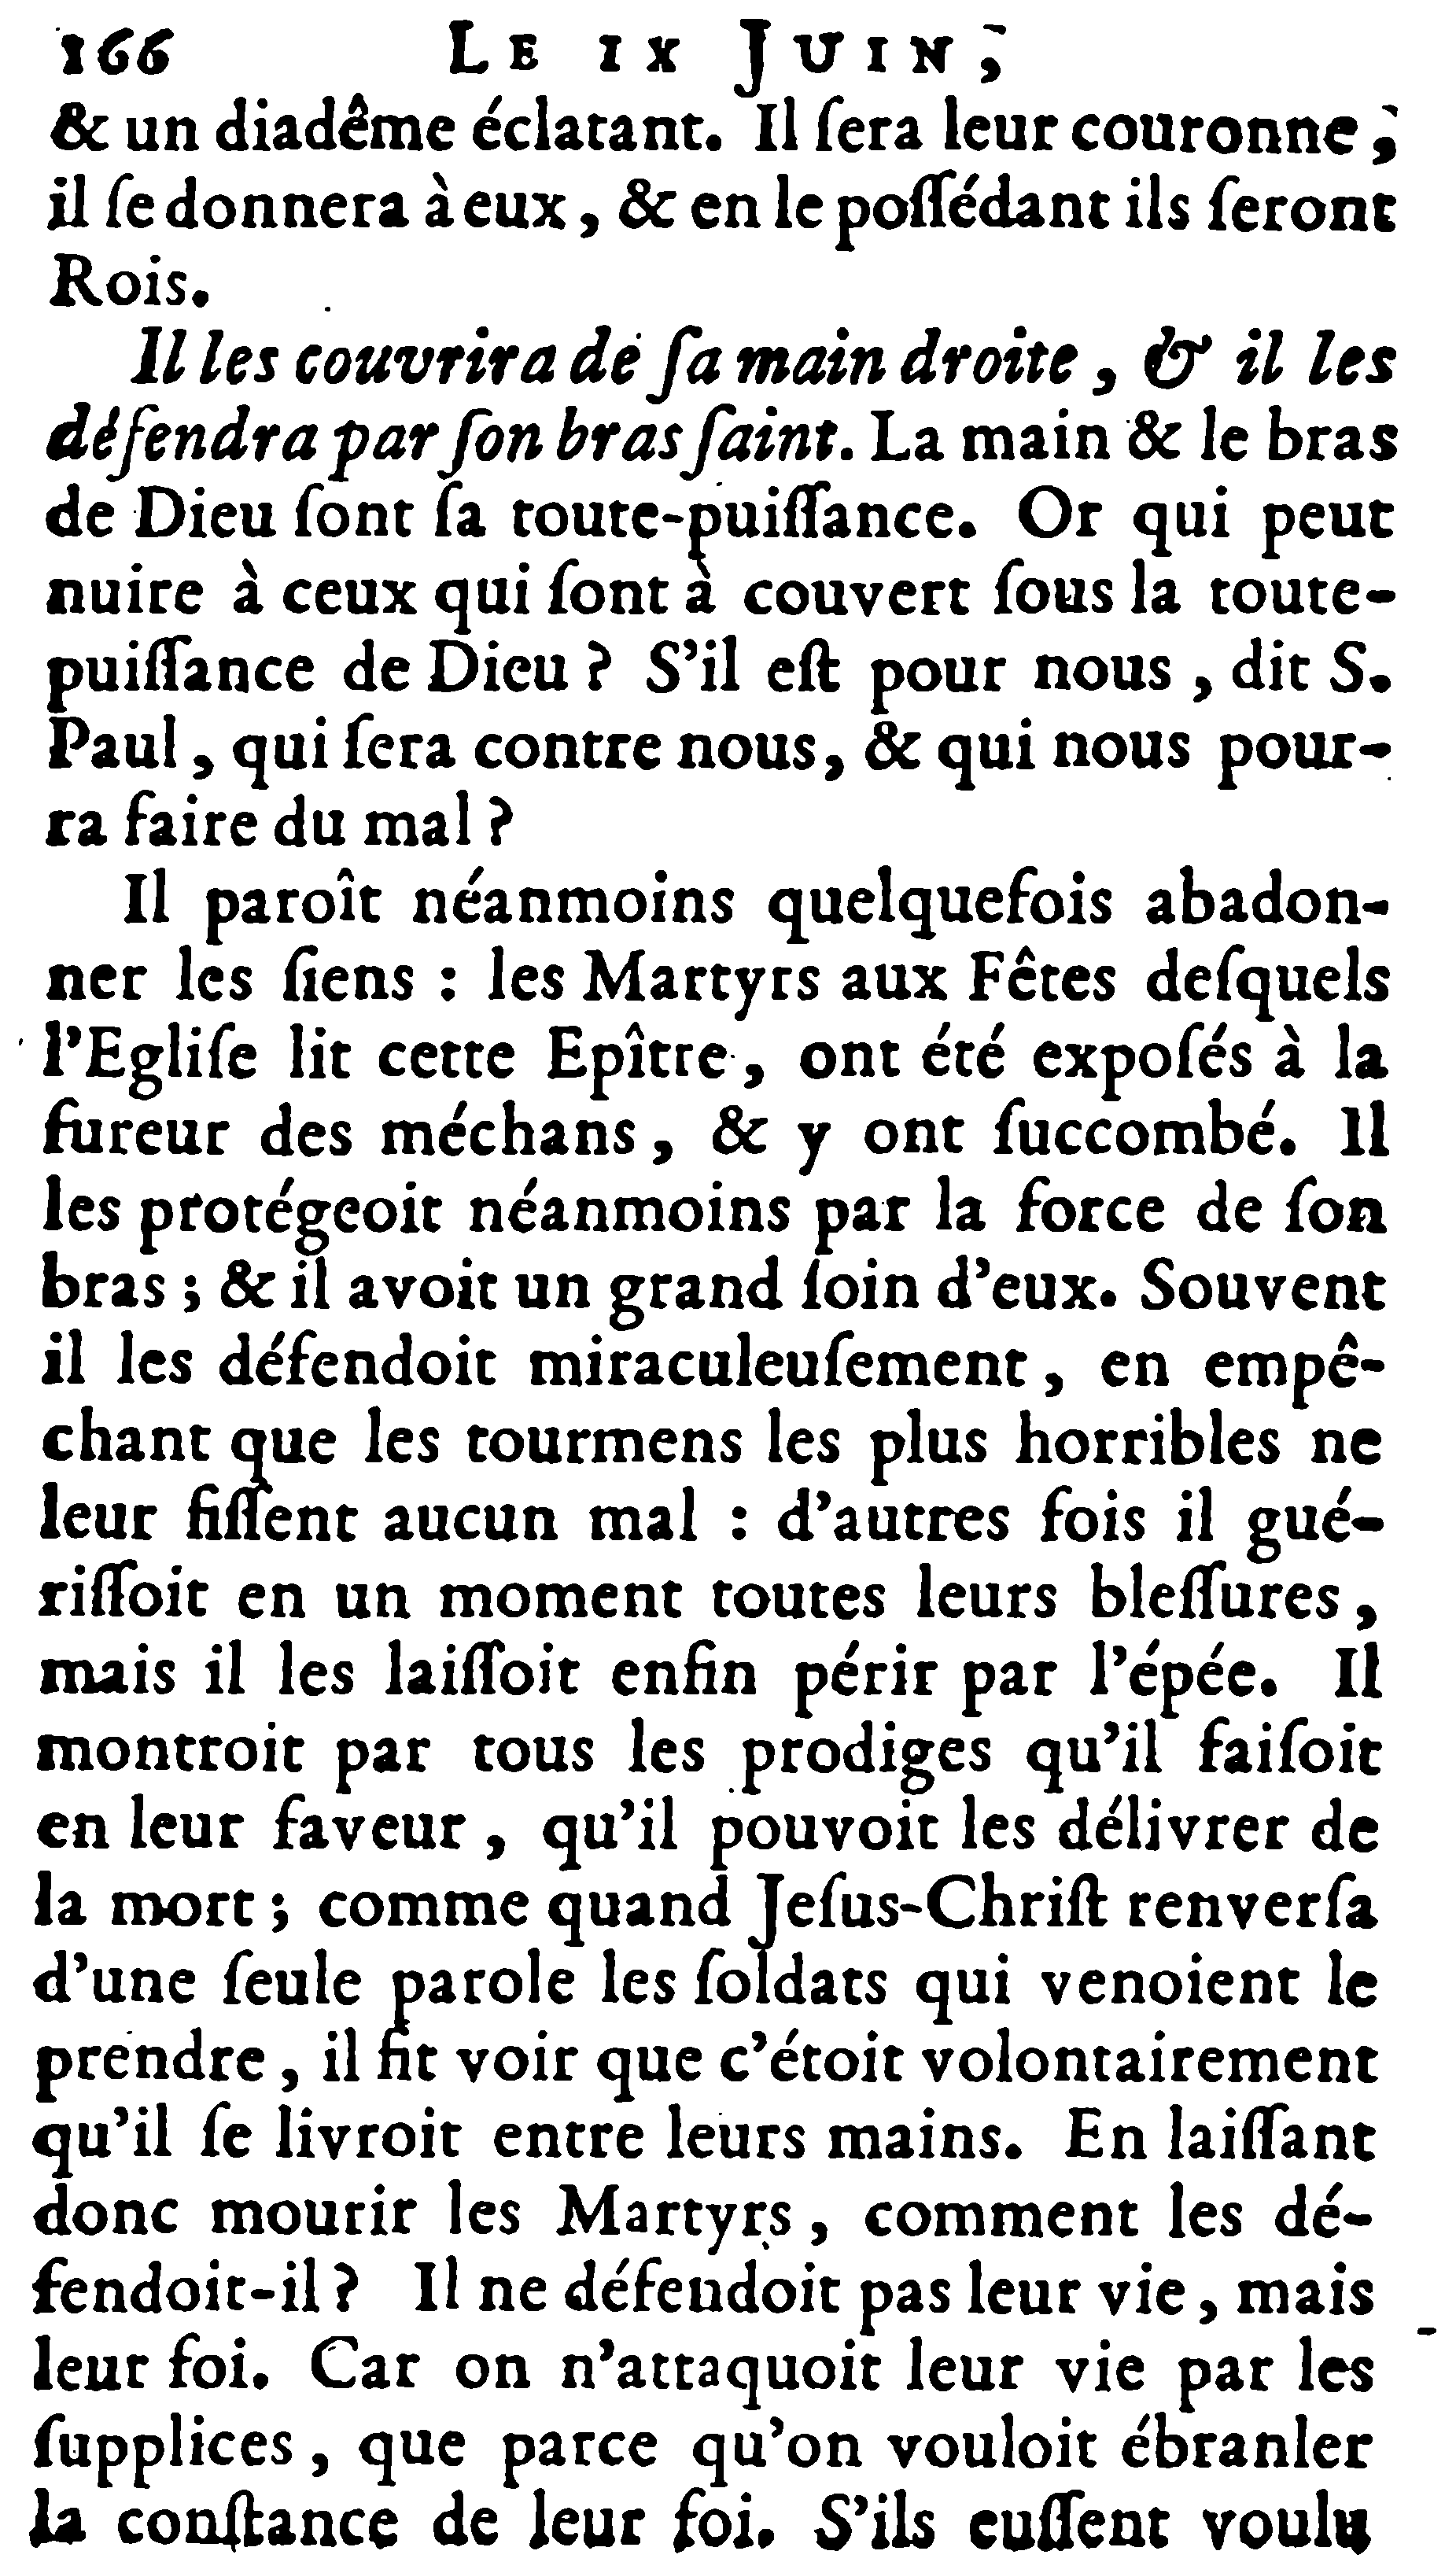 166 LE IX JUIN,
& un diadême éclatant. Il ſera leur couronne,
il ſe donnera à eux, & en le poſſédant ils ſeront
Rois.
Il les couvrira de ſa main droite, & il les
défendra par ſon bras ſaint. La main & le bras
de Dieu ſont ſa toute-puiſſance. Or qui peut
nuire à ceux qui ſont à couvert ſous la toute-
puiſſance de Dieu ? S'il eſt pour nous, dit S.
Paul, qui ſera contre nous, & qui nous pour-
ra faire du mal ?
Il paroît néanmoins quelquefois abadon-
ner les ſiens : les Martyrs aux Fêtes deſquels
l'Egliſe lit cette Epître, ont été expoſés à la
fureur des méchans, & y ont ſuccombé. Il
les protégeoit néanmoins par la force de ſon
bras ; & il avoit un grand ſoin d'eux. Souvent
il les défendoit miraculeuſement, en empê-
chant que les tourmens les plus horribles ne
leur fiſſent aucun mal : d'autres fois il gué-
riſſoit en un moment toutes leurs bleſſures,
mais il les laiſſoit enfin périr par l'épée. Il
montroit par tous les prodiges qu'il faiſoit
en leur faveur, qu'il pouvoit les délivrer de
la mort ; comme quand Jeſus-Chriſt renverſa
d'une ſeule parole les ſoldats qui venoient le
prendre, il fit voir que c'étoit volontairement
qu'il ſe livroit entre leurs mains. En laiſſant
donc mourir les Martyrs, comment les dé-
fendoit-il ? Il ne défendoit pas leur vie, mais
leur foi. Car on n'attaquoit leur vie par les
ſupplices, que parce qu'on vouloit ébranler
la conſtance de leur foi. S'ils euſſent voulu